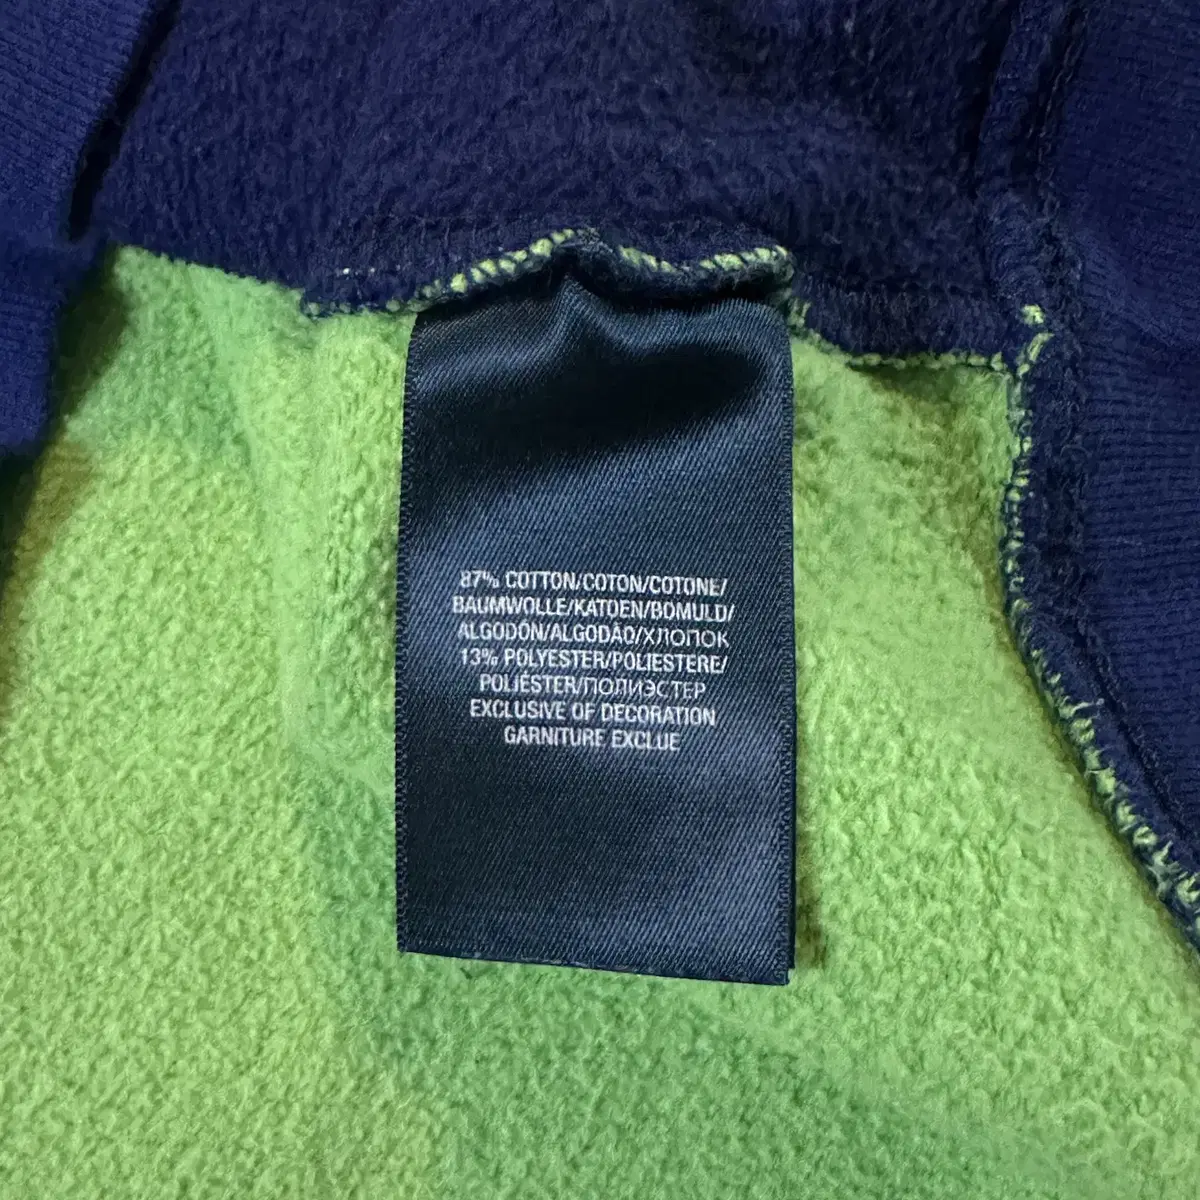 87% COTTON/COTON/COTONE/
BAUMWOLLE/KATOEN/BOMULD/
ALGODÓN/ALGODÃO/ХЛОПОК
13% POLYESTER/POLIESTERE/
POLIÉSTER/ПОЛИЭСТЕР
EXCLUSIVE OF DECORATION
GARNITURE EXCLUE